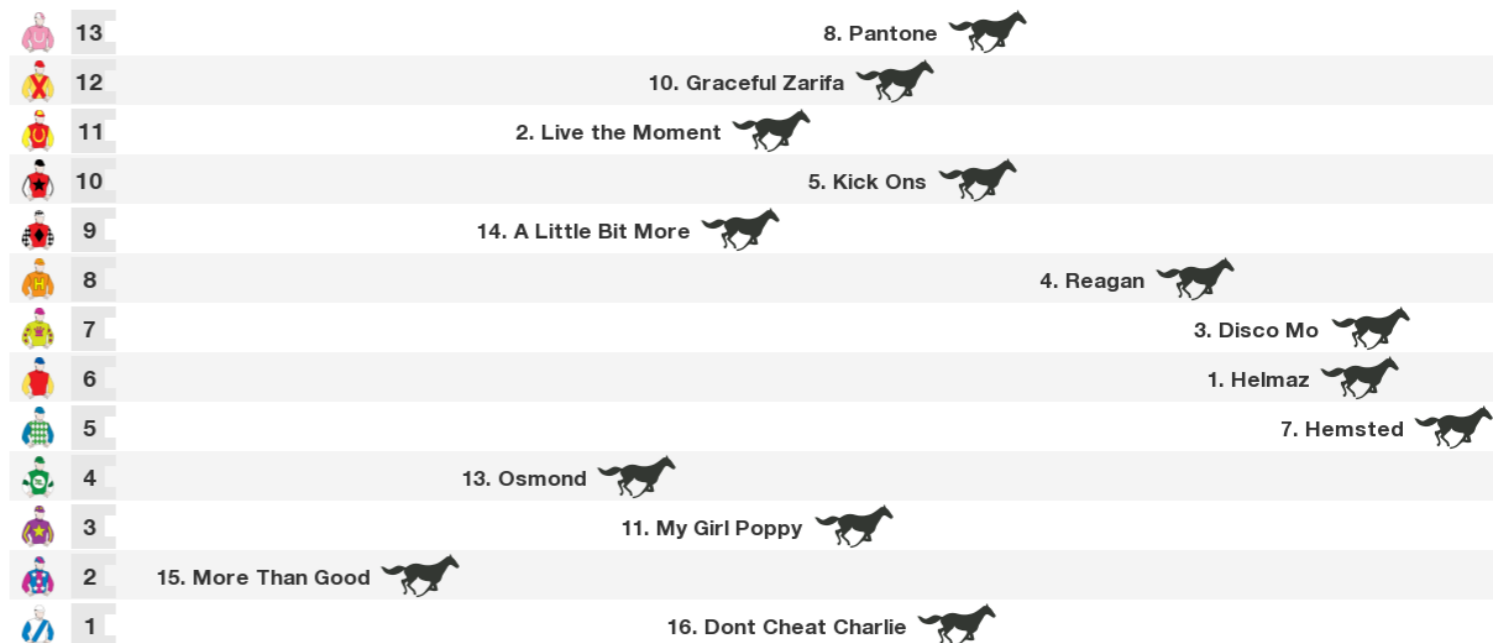 13 8. Pantone
12 10. Graceful Zarifa
11 2. Live the Moment
10 5. Kick Ons
9 14. A Little Bit More
8 4. Reagan
7 3. Disco Mo
6 1. Helmaz
5 7. Hemsted
4 13. Osmond
3 11. My Girl Poppy
2 15. More Than Good
1 16. Dont Cheat Charlie